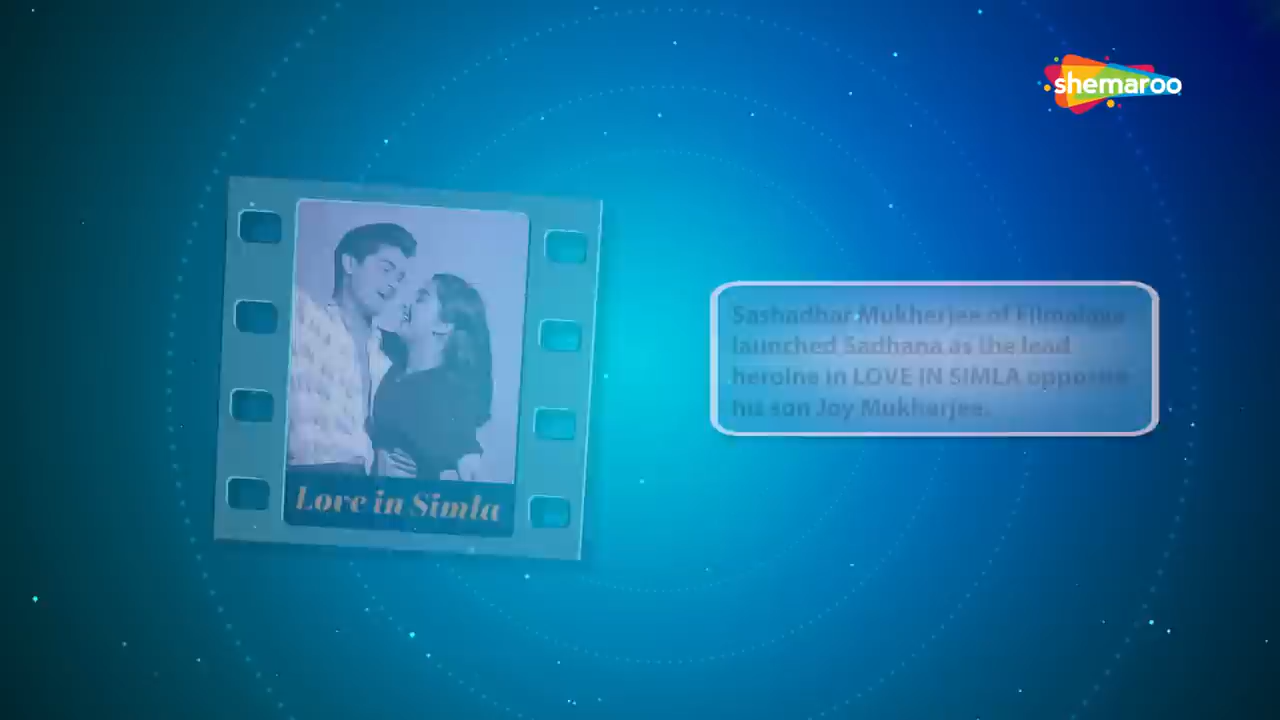 shemaroo
Love in Simla
Sashadhar Mukherjee of Filmalaya
launched Sadhana as the lead
heroine in LOVE IN SIMLA opposite
his son Joy Mukherjee.